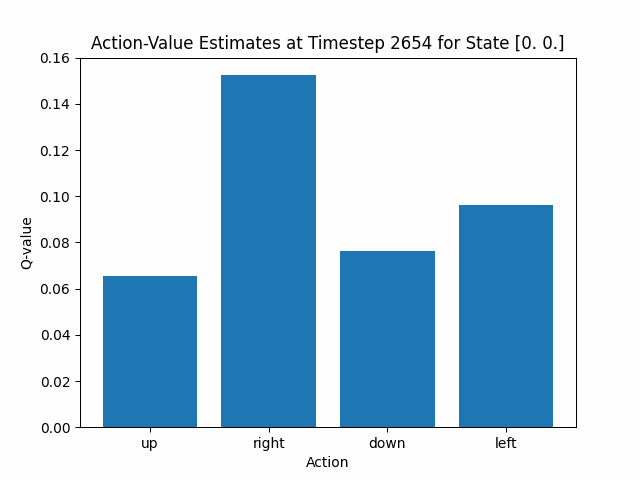 Action-Value Estimates at Timestep 2654 for State [0. 0.]
0.16
0.14
0.12
0.10
0.08
0.06
0.04
0.02
0.00
Q-value
up right down left
Action